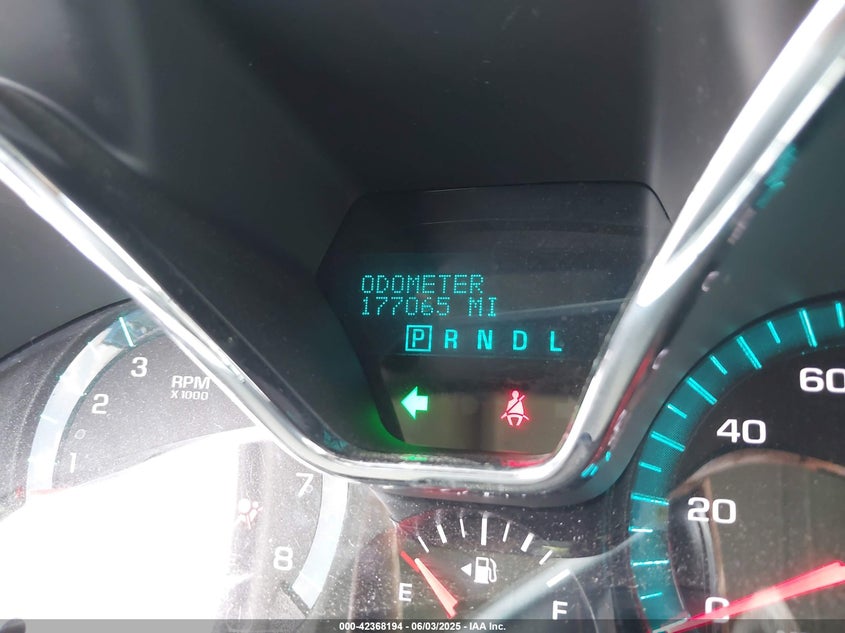 ODOMETER
177065 MI
P R N D L
3
2
1
RPM
X1000
7
8
E
F
60
40
20
0
000-42368194 - 06/03/2025 - IAA Inc.